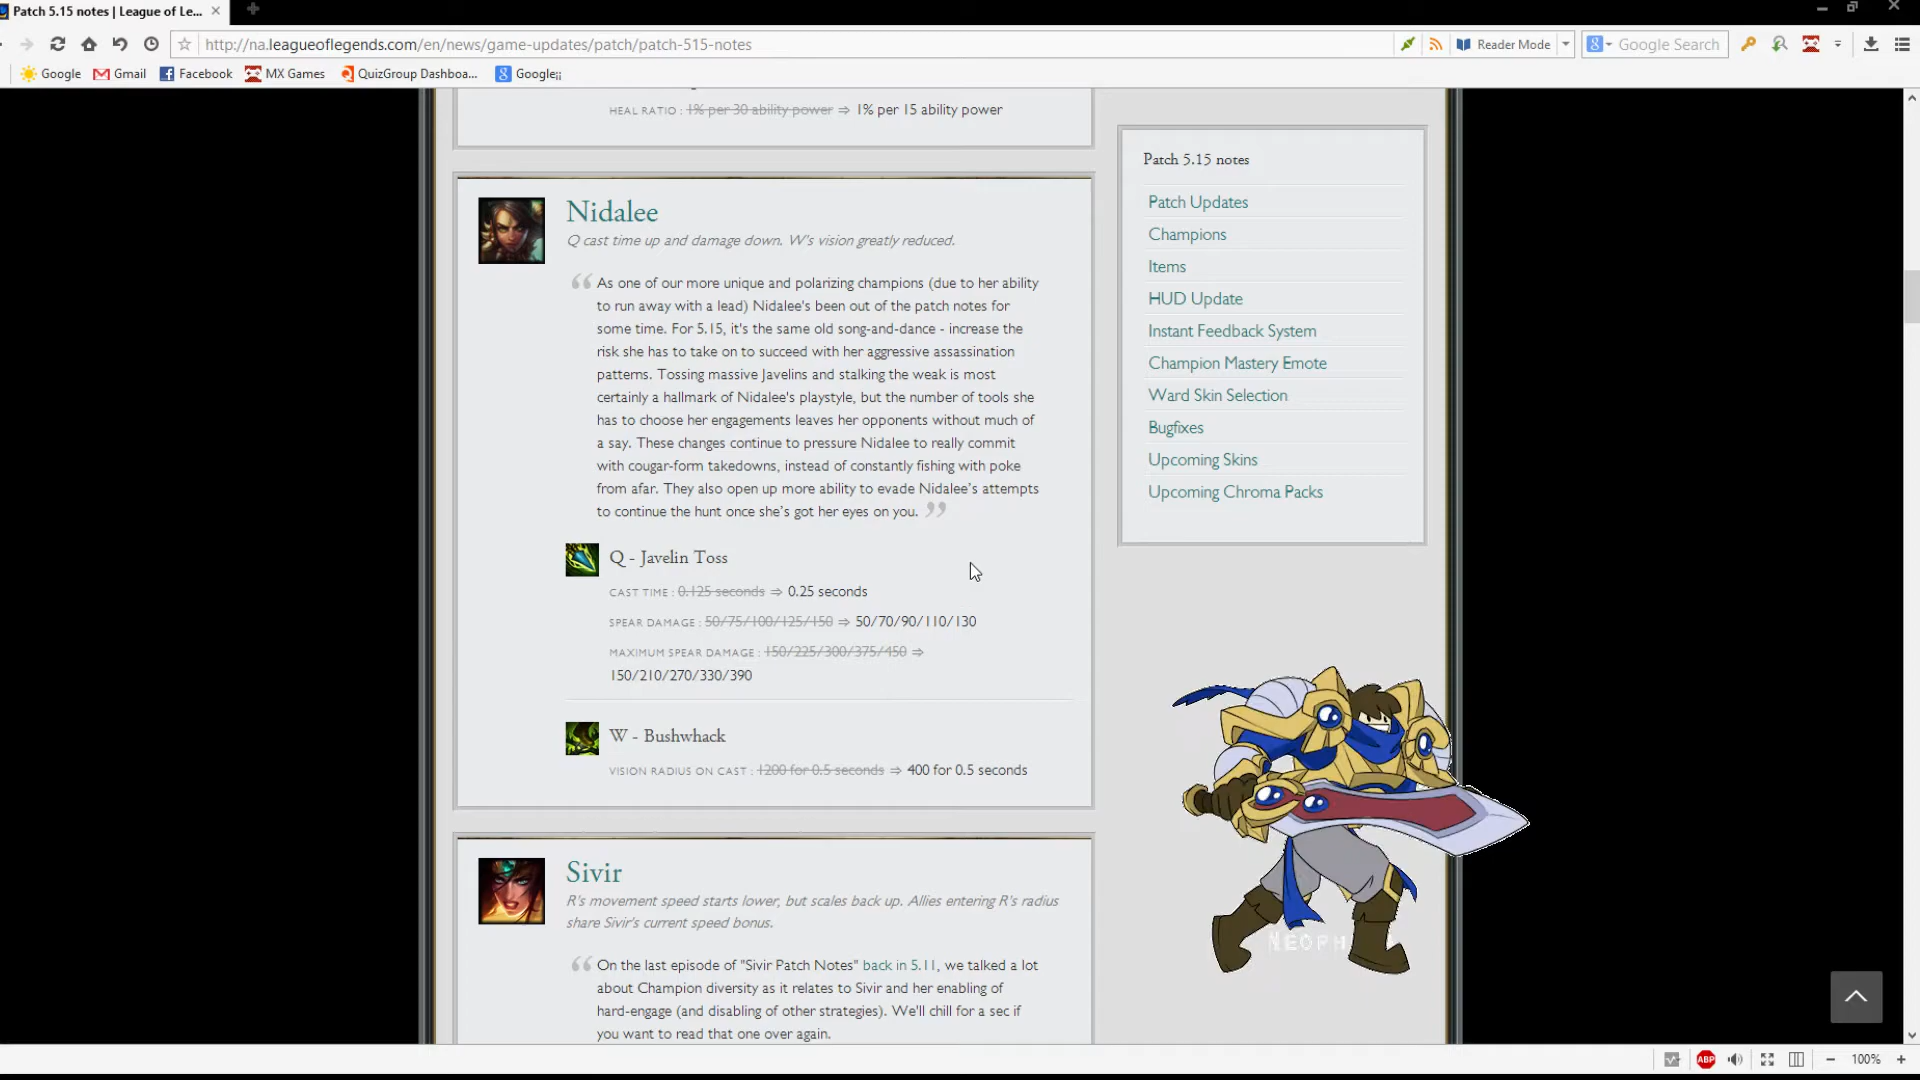 Patch 5.15 notes | League of Le...
http://na.leagueoflegends.com/en/news/game-updates/patch/patch-515-notes
Reader Mode
Google Search
Google
Gmail
Facebook
MX Games
QuizGroup Dashboa...
Google¡¡
HEAL RATIO : 1% per 30 ability power ⇒ 1% per 15 ability power
Nidalee
Q cast time up and damage down. W's vision greatly reduced.
“ As one of our more unique and polarizing champions (due to her ability
to run away with a lead) Nidalee's been out of the patch notes for
some time. For 5.15, it's the same old song-and-dance - increase the
risk she has to take on to succeed with her aggressive assassination
patterns. Tossing massive Javelins and stalking the weak is most
certainly a hallmark of Nidalee's playstyle, but the number of tools she
has to choose her engagements leaves her opponents without much of
a say. These changes continue to pressure Nidalee to really commit
with cougar-form takedowns, instead of constantly fishing with poke
from afar. They also open up more ability to evade Nidalee’s attempts
to continue the hunt once she’s got her eyes on you. ”
Q - Javelin Toss
CAST TIME : 0.125 seconds ⇒ 0.25 seconds
SPEAR DAMAGE : 50/75/100/125/150 ⇒ 50/70/90/110/130
MAXIMUM SPEAR DAMAGE : 150/225/300/375/450 ⇒
150/210/270/330/390
W - Bushwhack
VISION RADIUS ON CAST : 1200 for 0.5 seconds ⇒ 400 for 0.5 seconds
Sivir
R's movement speed starts lower, but scales back up. Allies entering R's radius
share Sivir's current speed bonus.
“ On the last episode of "Sivir Patch Notes" back in 5.11, we talked a lot
about Champion diversity as it relates to Sivir and her enabling of
hard-engage (and disabling of other strategies). We'll chill for a sec if
you want to read that one over again.
Patch 5.15 notes
Patch Updates
Champions
Items
HUD Update
Instant Feedback System
Champion Mastery Emote
Ward Skin Selection
Bugfixes
Upcoming Skins
Upcoming Chroma Packs
ABP
100%